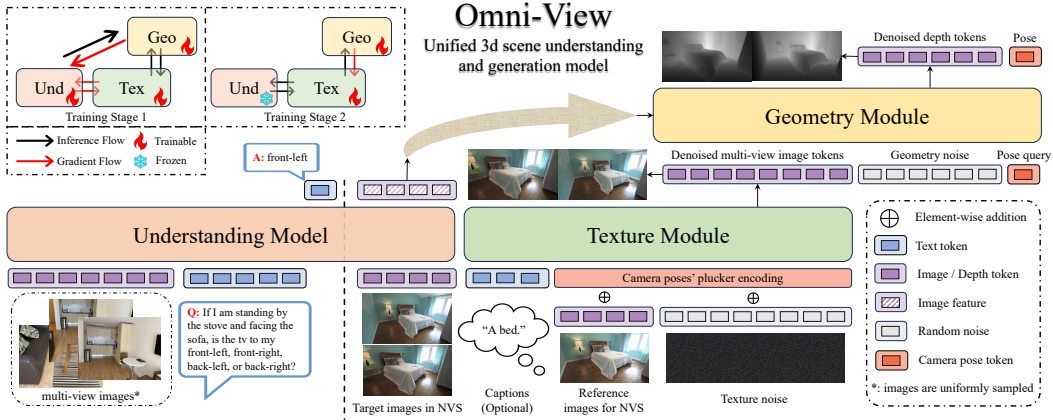 Omni-View
Unified 3d scene understanding
and generation model
Geo
Und
Tex
Training Stage 1
Geo
Und
Tex
Training Stage 2
Inference Flow
Trainable
Gradient Flow
Frozen
A: front-left
Denoised depth tokens
Pose
Geometry Module
Denoised multi-view image tokens
Geometry noise
Pose query
Understanding Model
Texture Module
Camera poses' plucker encoding
Q: If I am standing by
the stove and facing the
sofa, is the tv to my
front-left, front-right,
back-left, or back-right?
multi-view images*
Target images in NVS
"A bed."
Captions
(Optional)
Reference
images for NVS
Texture noise
Element-wise addition
Text token
Image / Depth token
Image feature
Random noise
Camera pose token
*: images are uniformly sampled